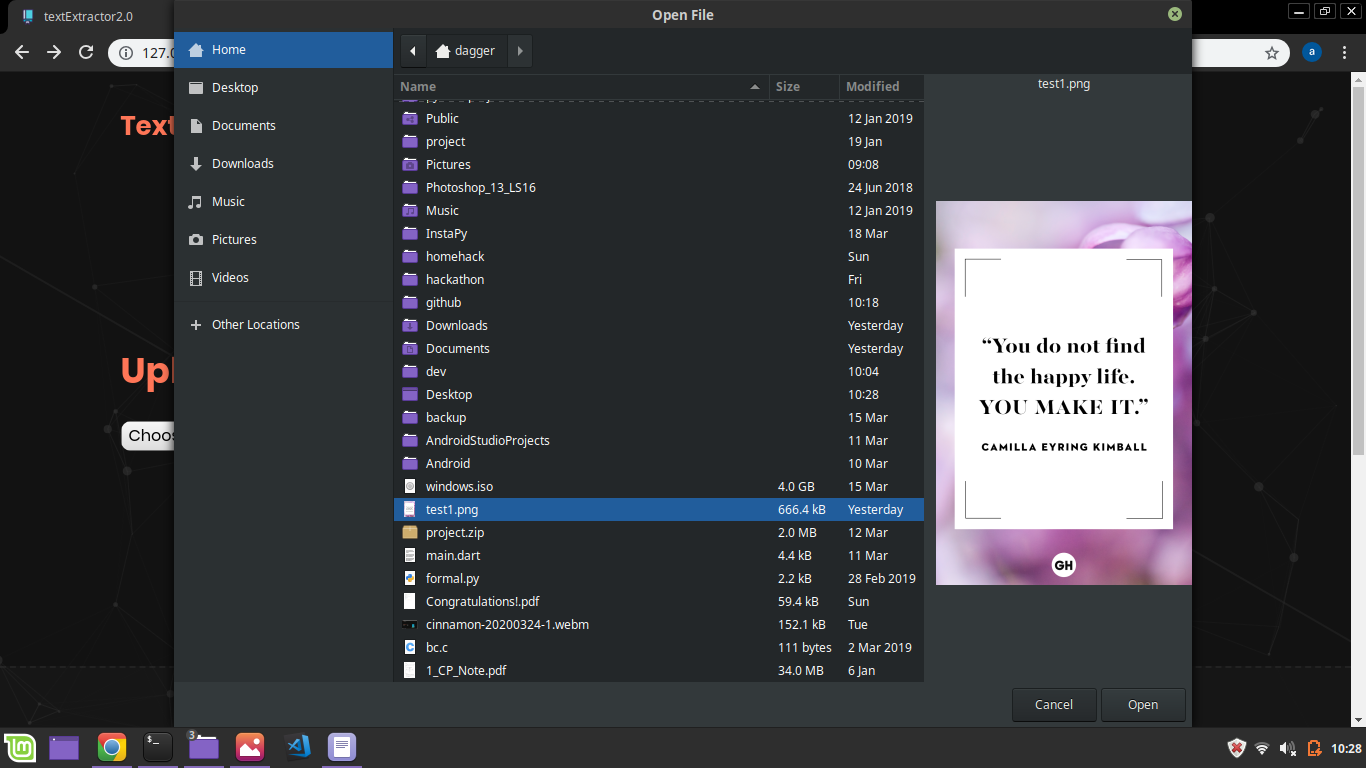 textExtractor2.0
Open File
127.0
a
Text
Upl
Choos
Home
Desktop
Documents
Downloads
Music
Pictures
Videos
Other Locations
dagger
Name Size Modified
Public 12 Jan 2019
project 19 Jan
Pictures 09:08
Photoshop_13_LS16 24 Jun 2018
Music 12 Jan 2019
InstaPy 18 Mar
homehack Sun
hackathon Fri
github 10:18
Downloads Yesterday
Documents Yesterday
dev 10:04
Desktop 10:28
backup 15 Mar
AndroidStudioProjects 11 Mar
Android 10 Mar
windows.iso 4.0 GB 15 Mar
test1.png 666.4 kB Yesterday
project.zip 2.0 MB 12 Mar
main.dart 4.4 kB 11 Mar
formal.py 2.2 kB 28 Feb 2019
Congratulations!.pdf 59.4 kB Sun
cinnamon-20200324-1.webm 152.1 kB Tue
bc.c 111 bytes 2 Mar 2019
1_CP_Note.pdf 34.0 MB 6 Jan
test1.png
“You do not find
the happy life.
YOU MAKE IT.”
CAMILLA EYRING KIMBALL
GH
Cancel
Open
3
10:28